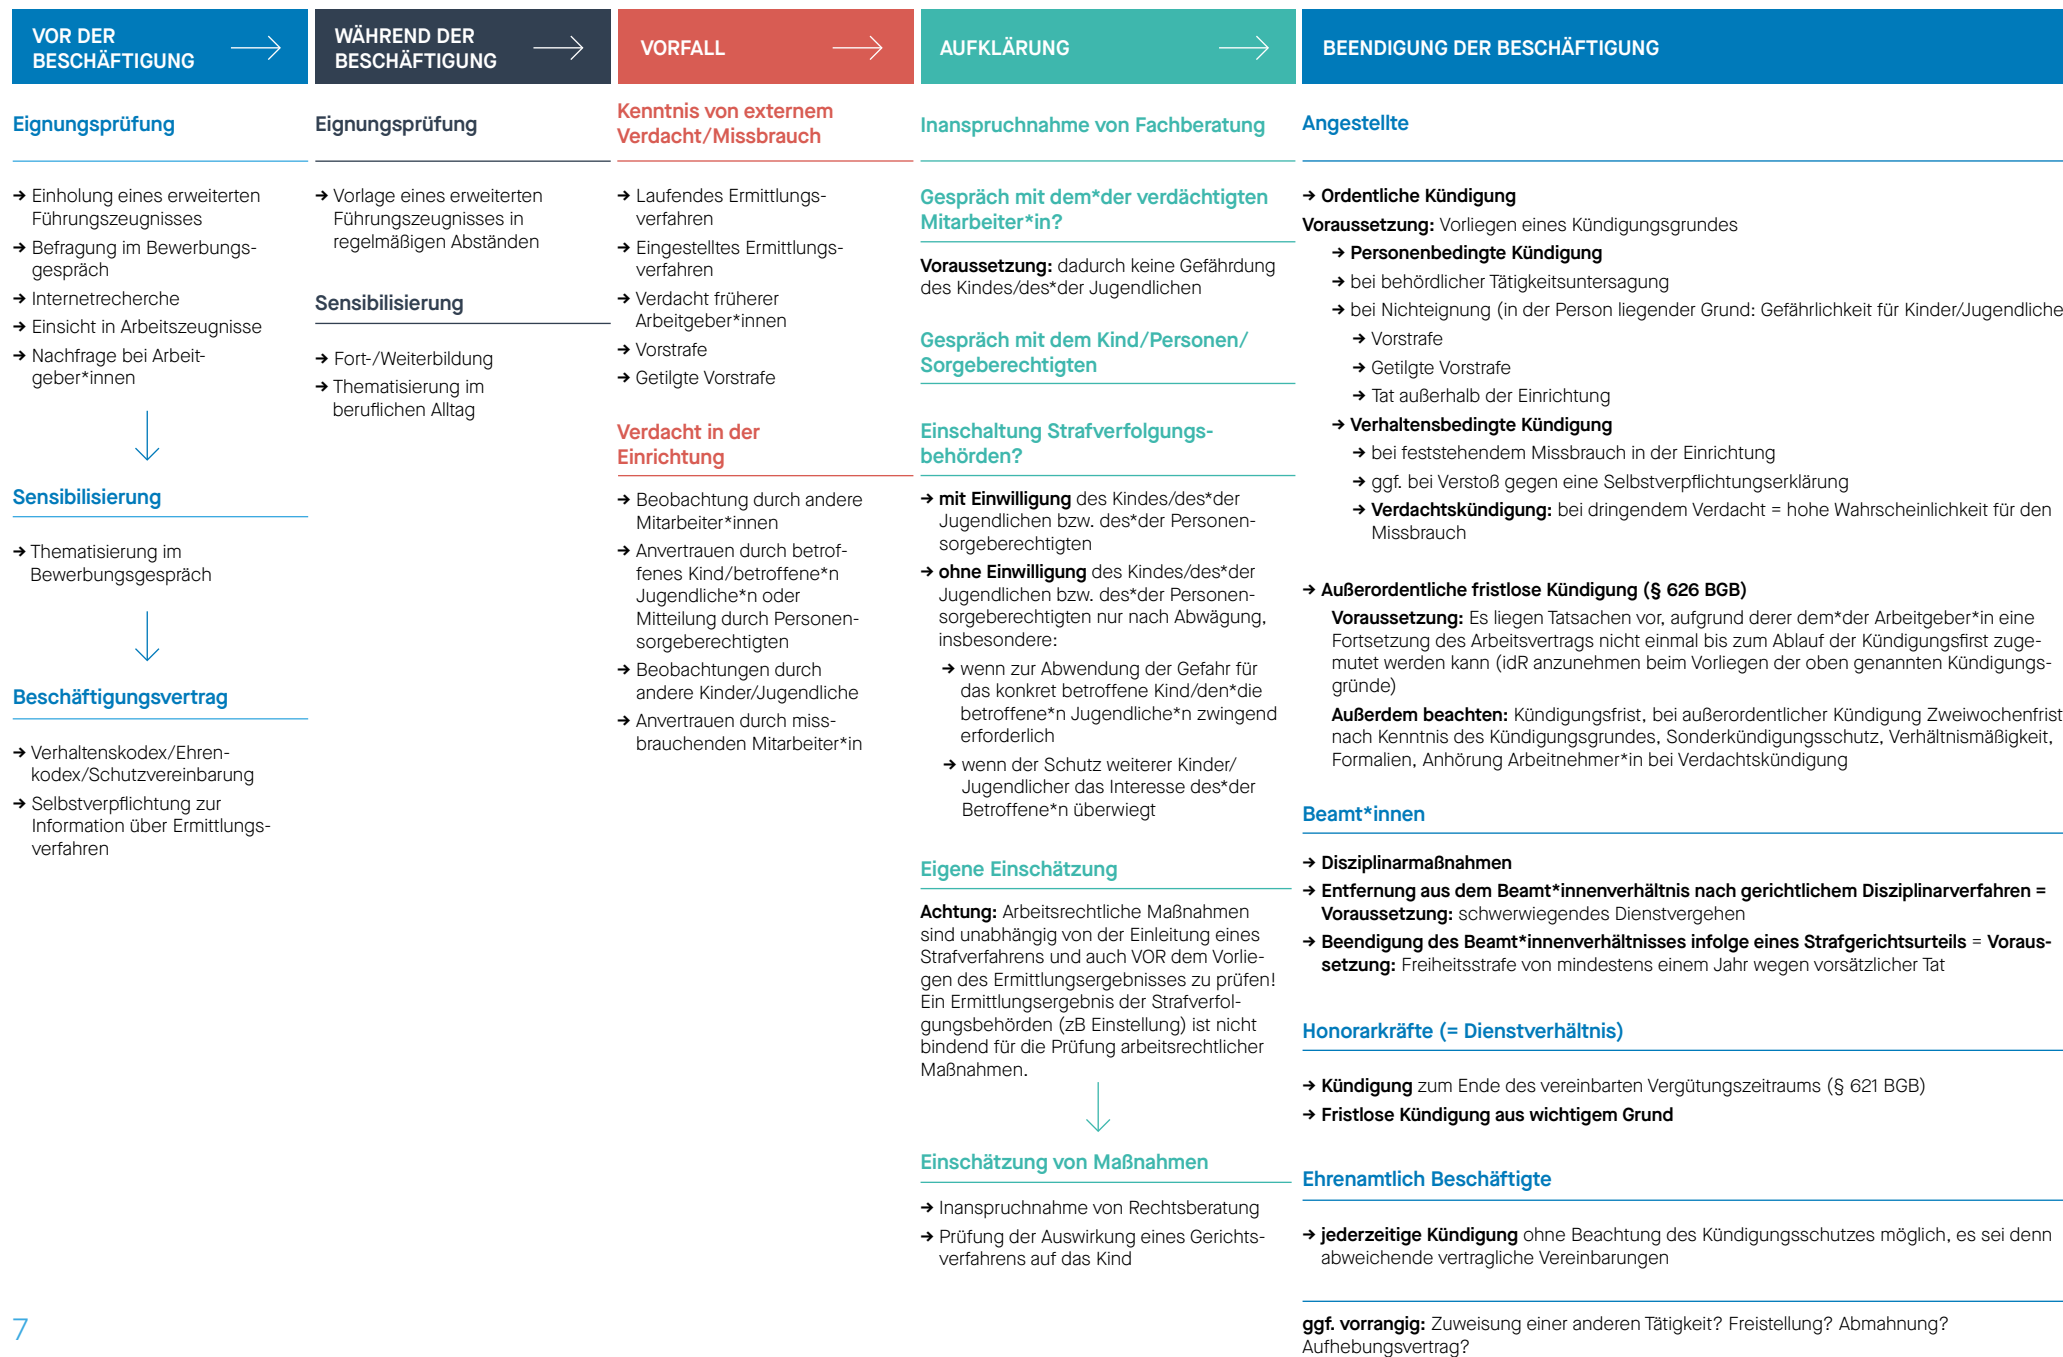 VOR DER
BESCHÄFTIGUNG
Eignungsprüfung
→ Einholung eines erweiterten
Führungszeugnisses
→ Befragung im Bewerbungs-
gespräch
→ Internetrecherche
→ Einsicht in Arbeitszeugnisse
→ Nachfrage bei Arbeit-
geber*innen
Sensibilisierung
→ Thematisierung im
Bewerbungsgespräch
Beschäftigungsvertrag
→ Verhaltenskodex/Ehren-
kodex/Schutzvereinbarung
→ Selbstverpflichtung zur
Information über Ermittlungs-
verfahren
WÄHREND DER
BESCHÄFTIGUNG
Eignungsprüfung
→ Vorlage eines erweiterten
Führungszeugnisses in
regelmäßigen Abständen
Sensibilisierung
→ Fort-/Weiterbildung
→ Thematisierung im
beruflichen Alltag
VORFALL
Kenntnis von externem
Verdacht/Missbrauch
→ Laufendes Ermittlungs-
verfahren
→ Eingestelltes Ermittlungs-
verfahren
→ Verdacht früherer
Arbeitgeber*innen
→ Vorstrafe
→ Getilgte Vorstrafe
Verdacht in der
Einrichtung
→ Beobachtung durch andere
Mitarbeiter*innen
→ Anvertrauen durch betrof-
fenes Kind/betroffene*n
Jugendliche*n oder
Mitteilung durch Personen-
sorgeberechtigten
→ Beobachtungen durch
andere Kinder/Jugendliche
→ Anvertrauen durch miss-
brauchenden Mitarbeiter*in
AUFKLÄRUNG
Inanspruchnahme von Fachberatung
Gespräch mit dem*der verdächtigten
Mitarbeiter*in?
Voraussetzung: dadurch keine Gefährdung
des Kindes/des*der Jugendlichen
Gespräch mit dem Kind/Personen/
Sorgeberechtigten
Einschaltung Strafverfolgungs-
behörden?
→ mit Einwilligung des Kindes/des*der
Jugendlichen bzw. des*der Personen-
sorgeberechtigten
→ ohne Einwilligung des Kindes/des*der
Jugendlichen bzw. des*der Personen-
sorgeberechtigten nur nach Abwägung,
insbesondere:
→ wenn zur Abwendung der Gefahr für
das konkret betroffene Kind/den*die
betroffene*n Jugendliche*n zwingend
erforderlich
→ wenn der Schutz weiterer Kinder/
Jugendlicher das Interesse des*der
Betroffene*n überwiegt
Eigene Einschätzung
Achtung: Arbeitsrechtliche Maßnahmen
sind unabhängig von der Einleitung eines
Strafverfahrens und auch VOR dem Vorlie-
gen des Ermittlungsergebnisses zu prüfen!
Ein Ermittlungsergebnis der Strafverfol-
gungsbehörden (zB Einstellung) ist nicht
bindend für die Prüfung arbeitsrechtlicher
Maßnahmen.
Einschätzung von Maßnahmen
→ Inanspruchnahme von Rechtsberatung
→ Prüfung der Auswirkung eines Gerichts-
verfahrens auf das Kind
BEENDIGUNG DER BESCHÄFTIGUNG
Angestellte
→ Ordentliche Kündigung
Voraussetzung: Vorliegen eines Kündigungsgrundes
→ Personenbedingte Kündigung
→ bei behördlicher Tätigkeitsuntersagung
→ bei Nichteignung (in der Person liegender Grund: Gefährlichkeit für Kinder/Jugendliche
→ Vorstrafe
→ Getilgte Vorstrafe
→ Tat außerhalb der Einrichtung
→ Verhaltensbedingte Kündigung
→ bei feststehendem Missbrauch in der Einrichtung
→ ggf. bei Verstoß gegen eine Selbstverpflichtungserklärung
→ Verdachtskündigung: bei dringendem Verdacht = hohe Wahrscheinlichkeit für den
Missbrauch
→ Außerordentliche fristlose Kündigung (§ 626 BGB)
Voraussetzung: Es liegen Tatsachen vor, aufgrund derer dem*der Arbeitgeber*in eine
Fortsetzung des Arbeitsvertrags nicht einmal bis zum Ablauf der Kündigungsfirst zuge-
mutet werden kann (idR anzunehmen beim Vorliegen der oben genannten Kündigungs-
gründe)
Außerdem beachten: Kündigungsfrist, bei außerordentlicher Kündigung Zweiwochenfrist
nach Kenntnis des Kündigungsgrundes, Sonderkündigungsschutz, Verhältnismäßigkeit,
Formalien, Anhörung Arbeitnehmer*in bei Verdachtskündigung
Beamt*innen
→ Disziplinarmaßnahmen
→ Entfernung aus dem Beamt*innenverhältnis nach gerichtlichem Disziplinarverfahren =
Voraussetzung: schwerwiegendes Dienstvergehen
→ Beendigung des Beamt*innenverhältnisses infolge eines Strafgerichtsurteils = Voraus-
setzung: Freiheitsstrafe von mindestens einem Jahr wegen vorsätzlicher Tat
Honorarkräfte (= Dienstverhältnis)
→ Kündigung zum Ende des vereinbarten Vergütungszeitraums (§ 621 BGB)
→ Fristlose Kündigung aus wichtigem Grund
Ehrenamtlich Beschäftigte
→ jederzeitige Kündigung ohne Beachtung des Kündigungsschutzes möglich, es sei denn
abweichende vertragliche Vereinbarungen
ggf. vorrangig: Zuweisung einer anderen Tätigkeit? Freistellung? Abmahnung?
Aufhebungsvertrag?
7